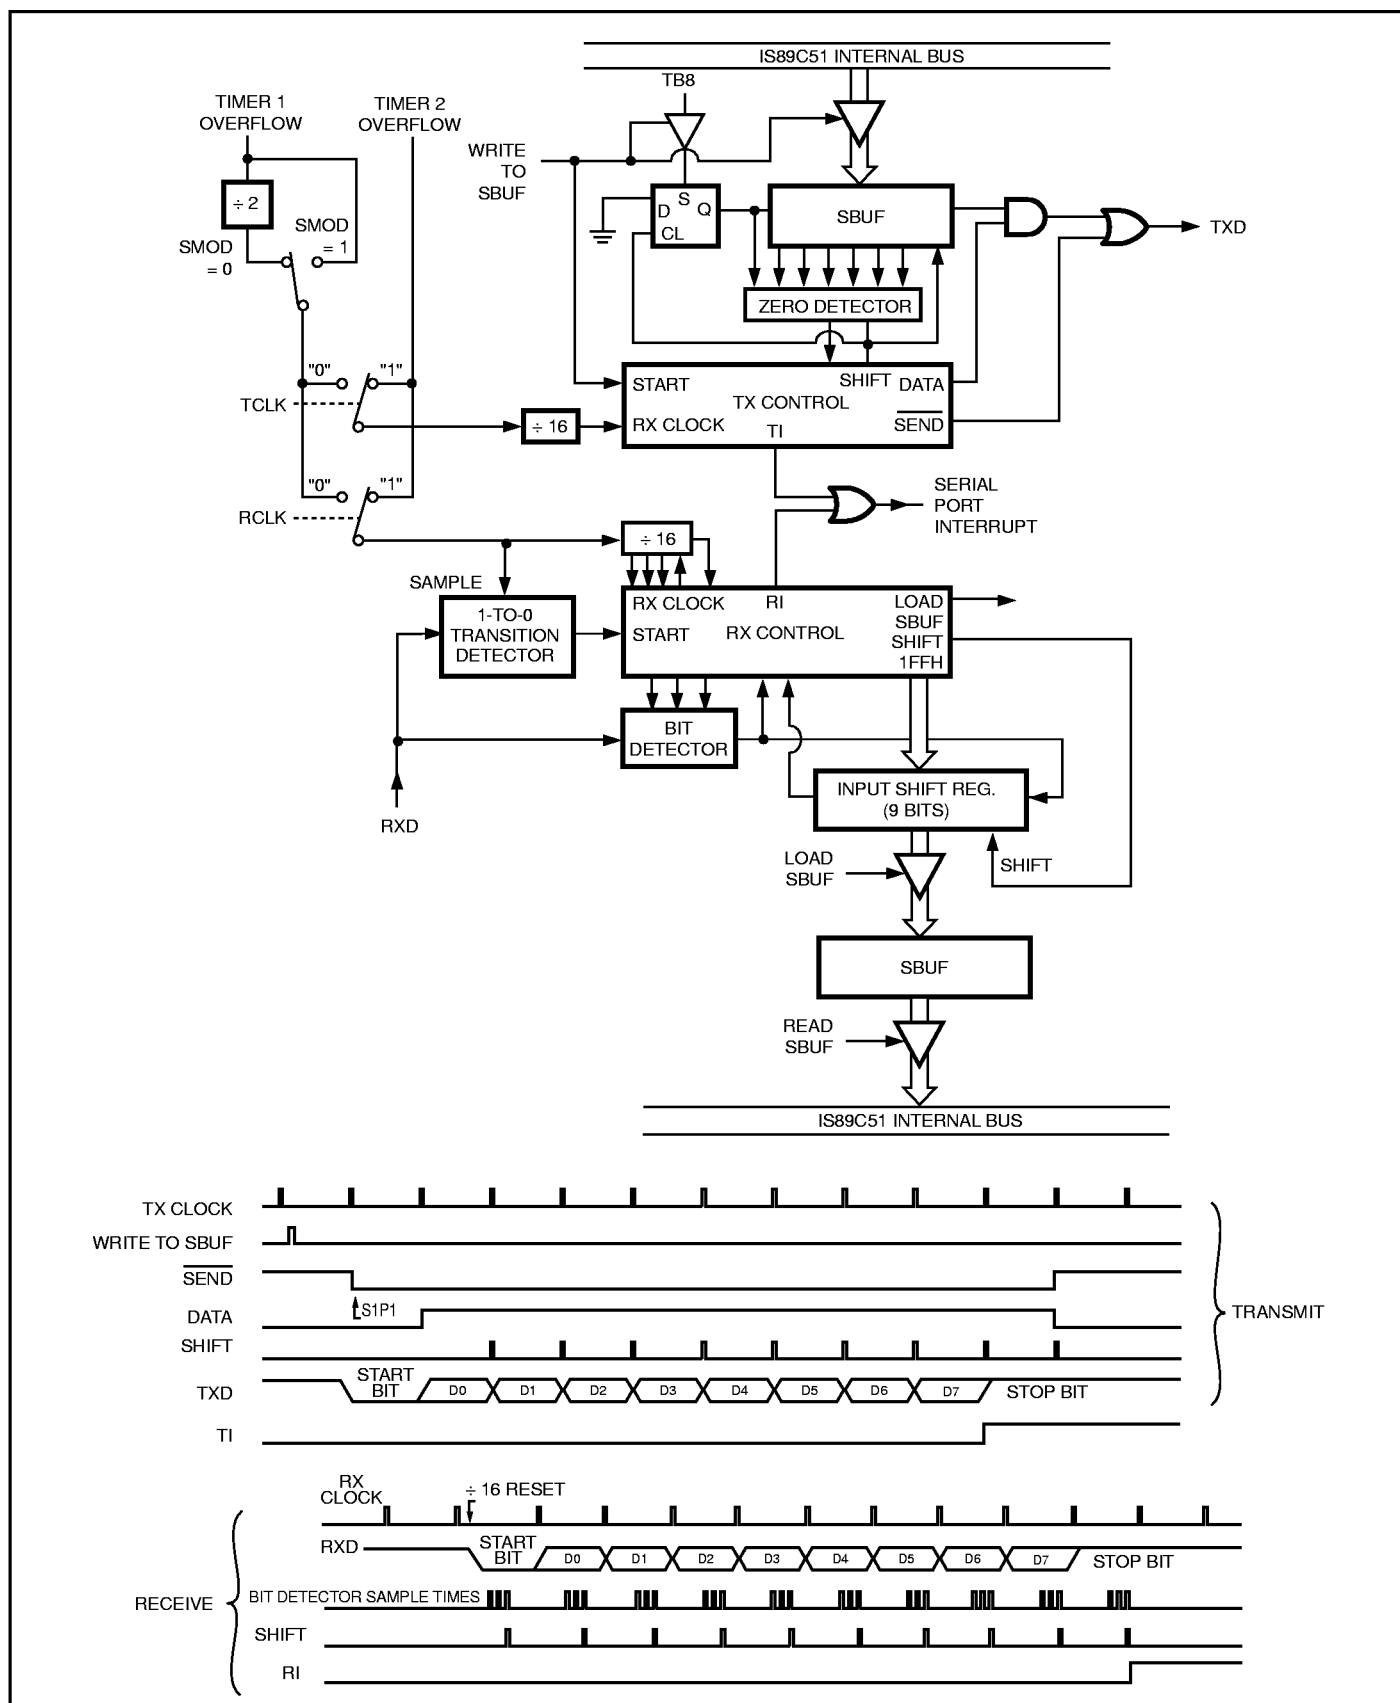 IS89C51 INTERNAL BUS
TB8
TIMER 1
OVERFLOW
TIMER 2
OVERFLOW
WRITE
TO
SBUF
÷ 2
SMOD
= 1
SMOD
= 0
S
D
Q
CL
SBUF
TXD
ZERO DETECTOR
"0"
"1"
TCLK
START
SHIFT
DATA
TX CONTROL
÷ 16
RX CLOCK
TI
SEND
"0"
"1"
RCLK
SERIAL
PORT
INTERRUPT
÷ 16
SAMPLE
1-TO-0
TRANSITION
DETECTOR
RX CLOCK
RI
LOAD
SBUF
START
RX CONTROL
SHIFT
1FFH
BIT
DETECTOR
INPUT SHIFT REG.
(9 BITS)
RXD
LOAD
SBUF
SHIFT
SBUF
READ
SBUF
IS89C51 INTERNAL BUS
TX CLOCK
WRITE TO SBUF
SEND
S1P1
DATA
TRANSMIT
SHIFT
TXD
START
BIT
D0
D1
D2
D3
D4
D5
D6
D7
STOP BIT
TI
RX
CLOCK
÷ 16 RESET
RXD
START
BIT
D0
D1
D2
D3
D4
D5
D6
D7
STOP BIT
RECEIVE
BIT DETECTOR SAMPLE TIMES
SHIFT
RI